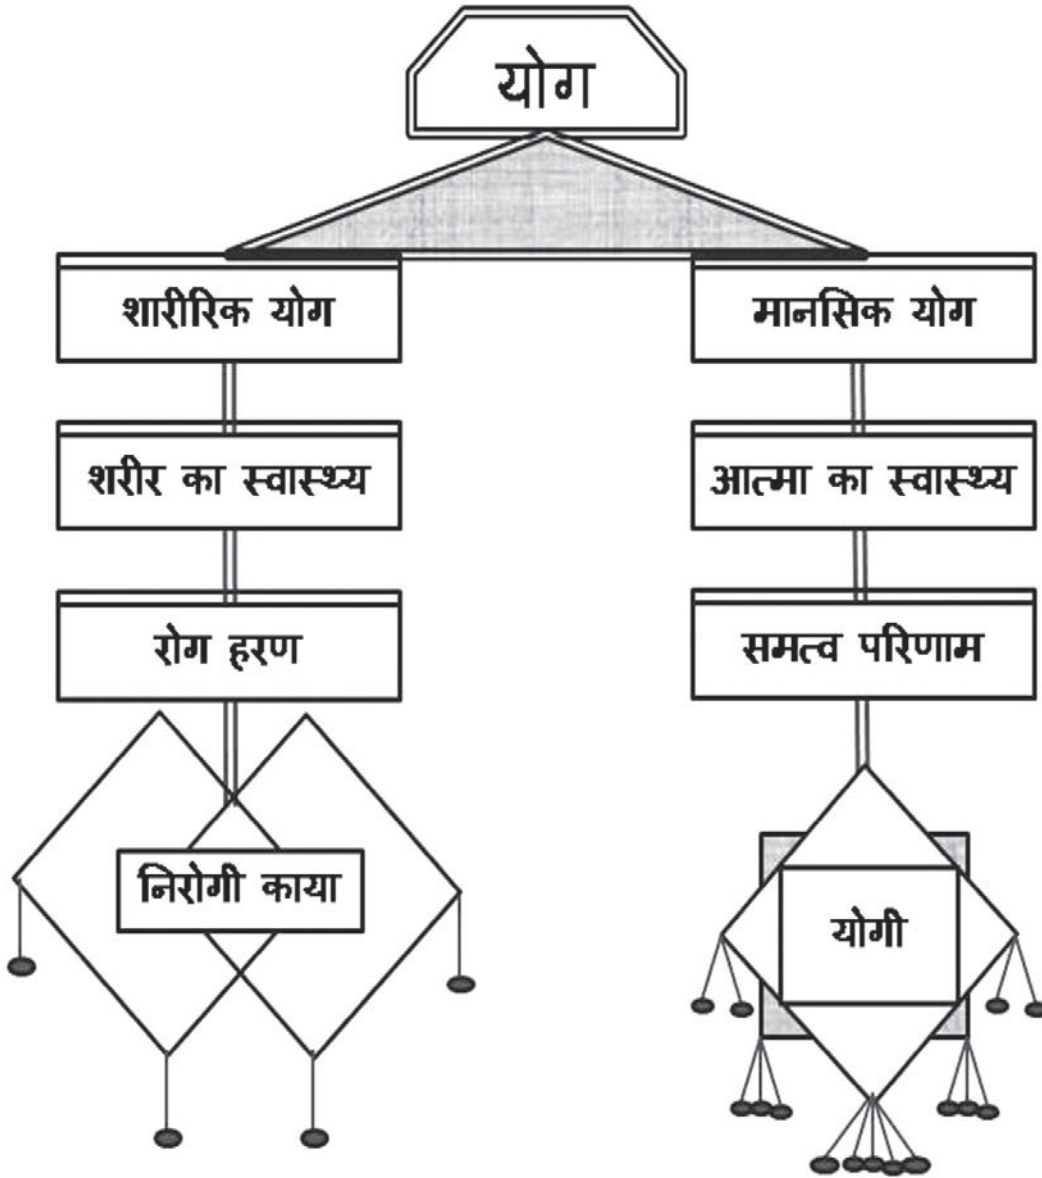 योग
शारीरिक योग
मानसिक योग
शरीर का स्वास्थ्य
आत्मा का स्वास्थ्य
रोग हरण
समत्व परिणाम
निरोगी काया
योगी